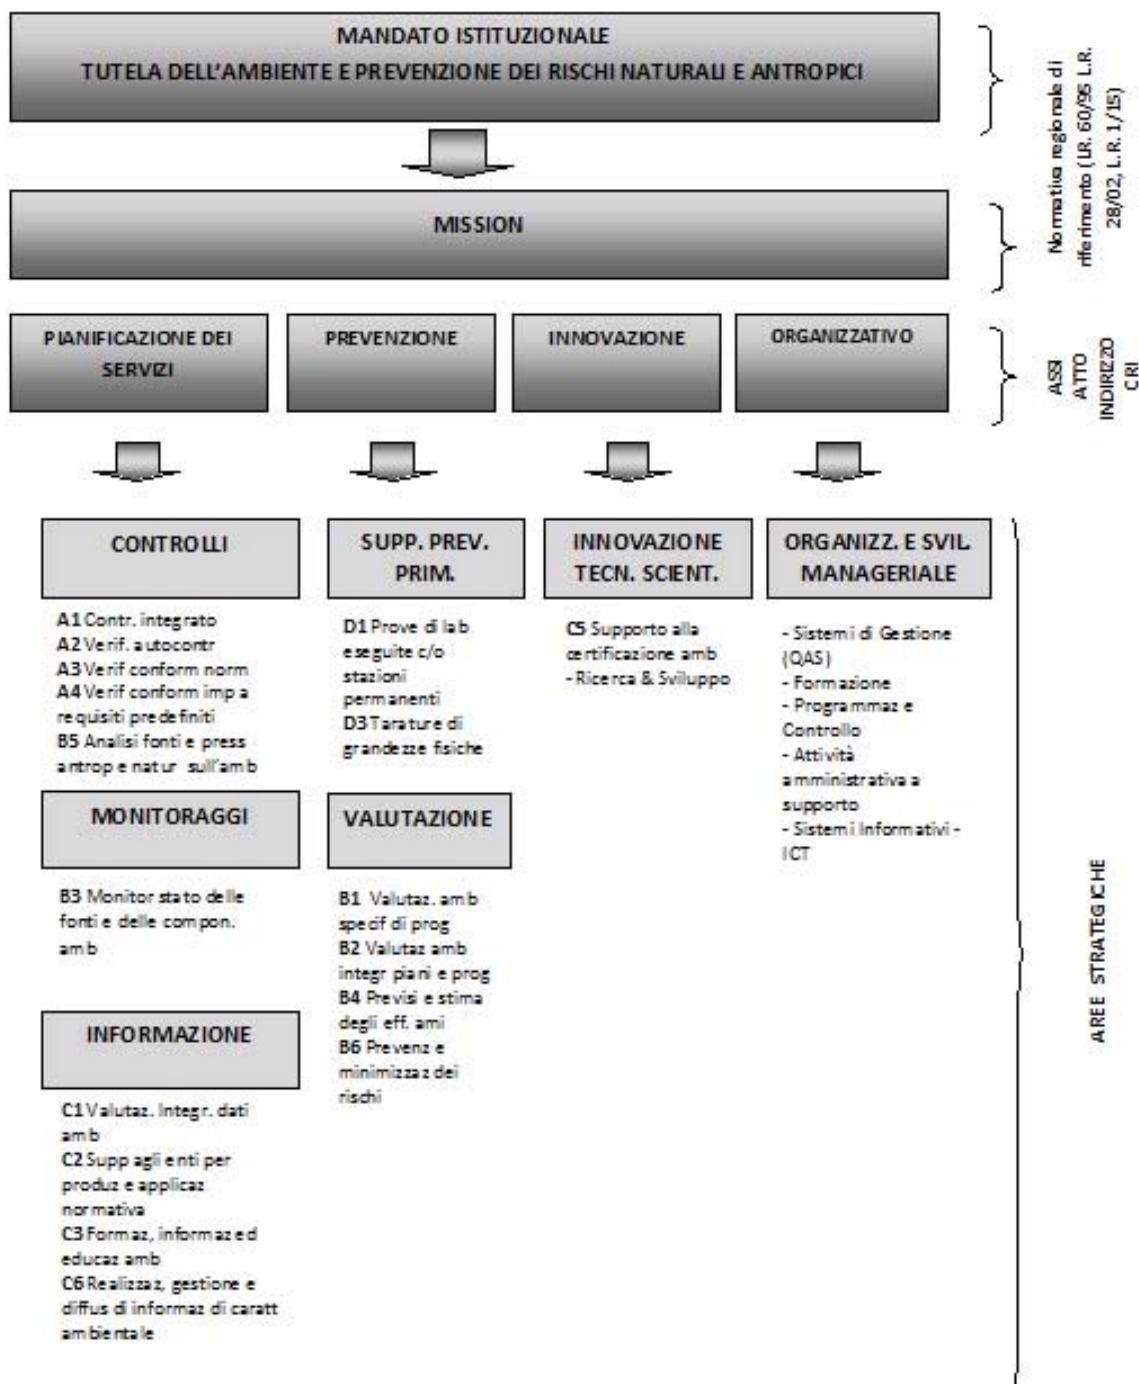 MANDATO ISTITUZIONALE
TUTELA DELL'AMBIENTE E PREVENZIONE DEI RISCHI NATURALI E ANTROPICI
Normativa regionale di
riferimento (LR. 60/95 L.R.
28/02, L.R. 1/15)
MISSION
PIANIFICAZIONE DEI
SERVIZI
PREVENZIONE
INNOVAZIONE
ORGANIZZATIVO
ASSI
ATTO
INDIRIZZO
CRI
CONTROLLI
A1 Contr. integrato
A2 Verif. autocontr
A3 Verif conform norm
A4 Verif conform imp a
requisiti predefiniti
B5 Analisi fonti e press
antrop e natur sull'amb
MONITORAGGI
B3 Monitor stato delle
fonti e delle compon.
amb
INFORMAZIONE
C1 Valutaz. Integr. dati
amb
C2 Supp agli enti per
produz e applicaz
normativa
C3 Formaz, informaz ed
educaz amb
C6 Realizzaz, gestione e
diffus di informaz di caratt
ambientale
SUPP. PREV.
PRIM.
D1 Prove di lab
eseguite c/o
stazioni
permanenti
D3 Tarature di
grandezze fisiche
VALUTAZIONE
B1 Valutaz. amb
specif di prog
B2 Valutaz amb
integr piani e prog
B4 Previsi e stima
degli eff. ami
B6 Prevenz e
minimizzaz dei
rischi
INNOVAZIONE
TECN. SCIENT.
C5 Supporto alla
certificazione amb
- Ricerca & Sviluppo
ORGANIZZ. E SVIL.
MANAGERIALE
- Sistemi di Gestione
(QAS)
- Formazione
- Programmaz e
Controllo
- Attività
amministrativa a
supporto
- Sistemi Informativi -
ICT
AREE STRATEGICHE